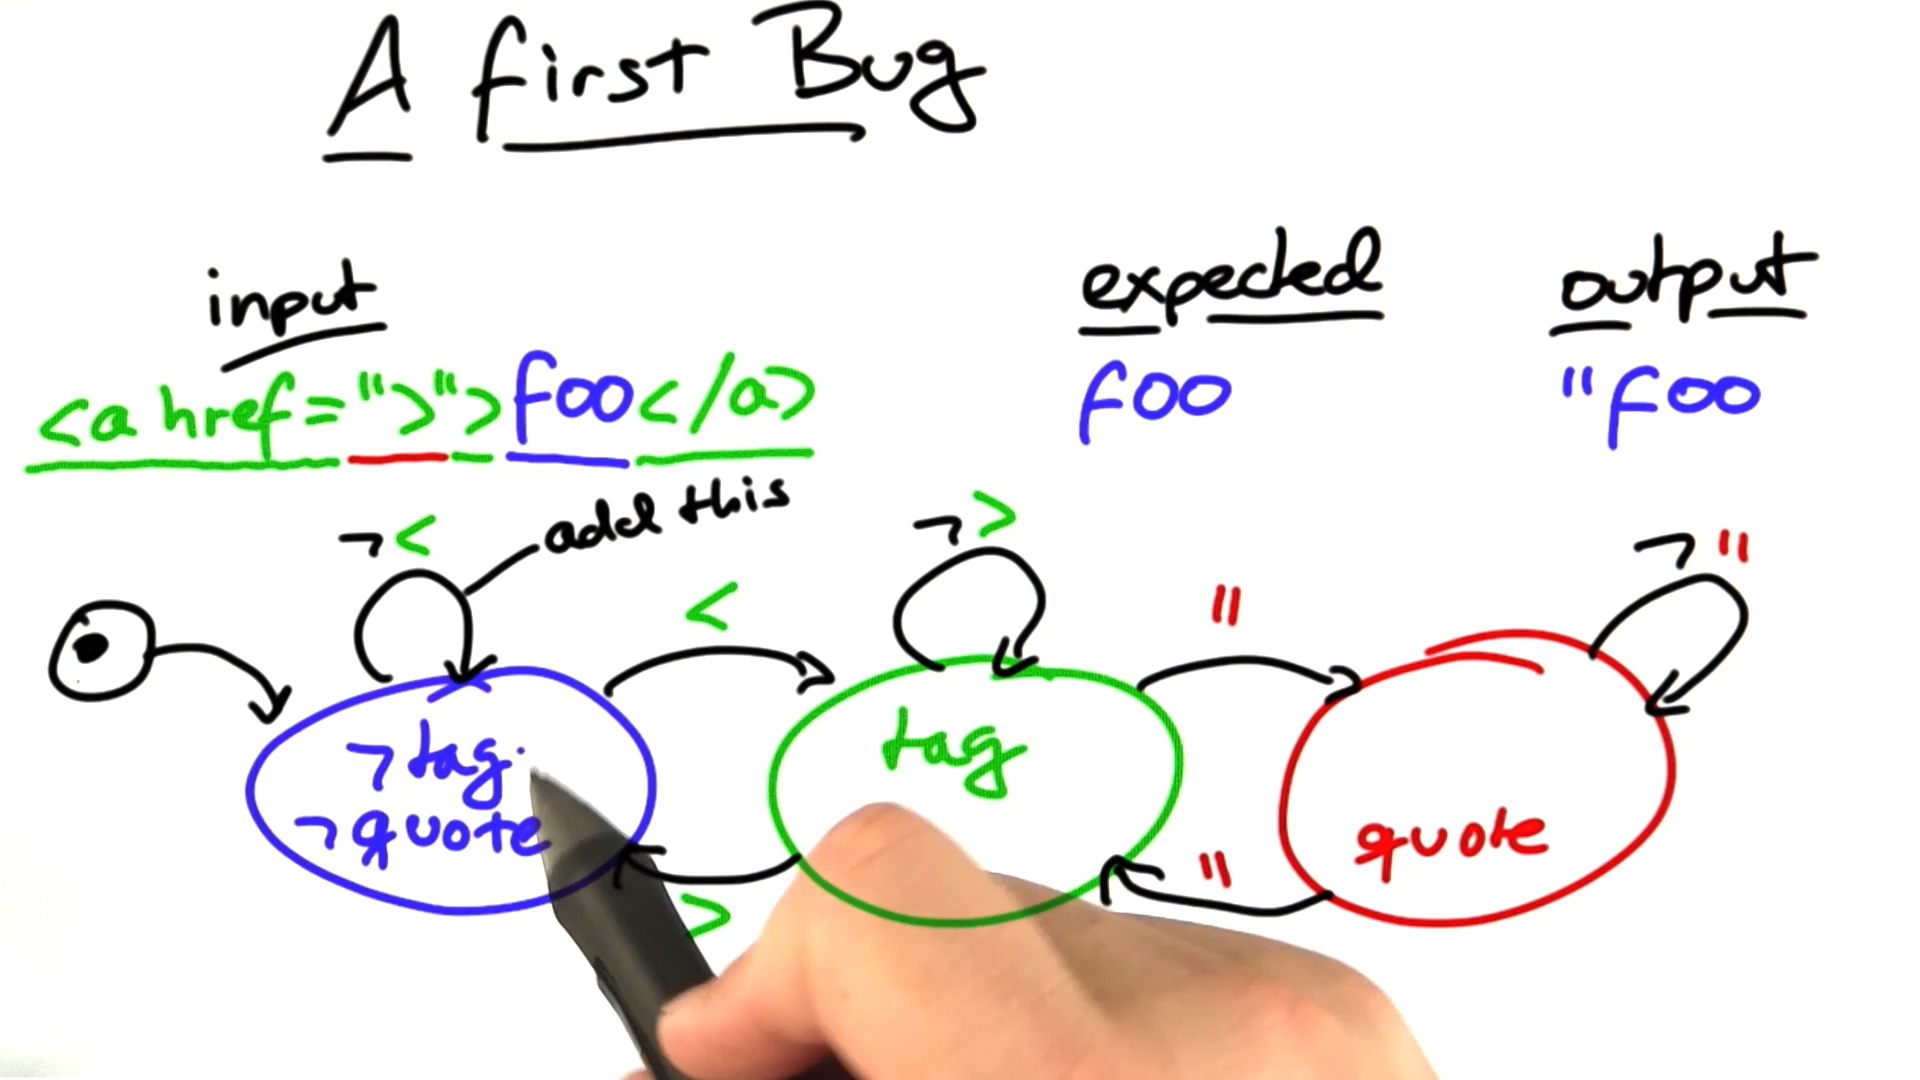 A first Bug
input expected output
<a href=">">foo</a> foo "foo
¬< add this ¬> ¬"
< "
¬tag tag
¬quote quote
> "